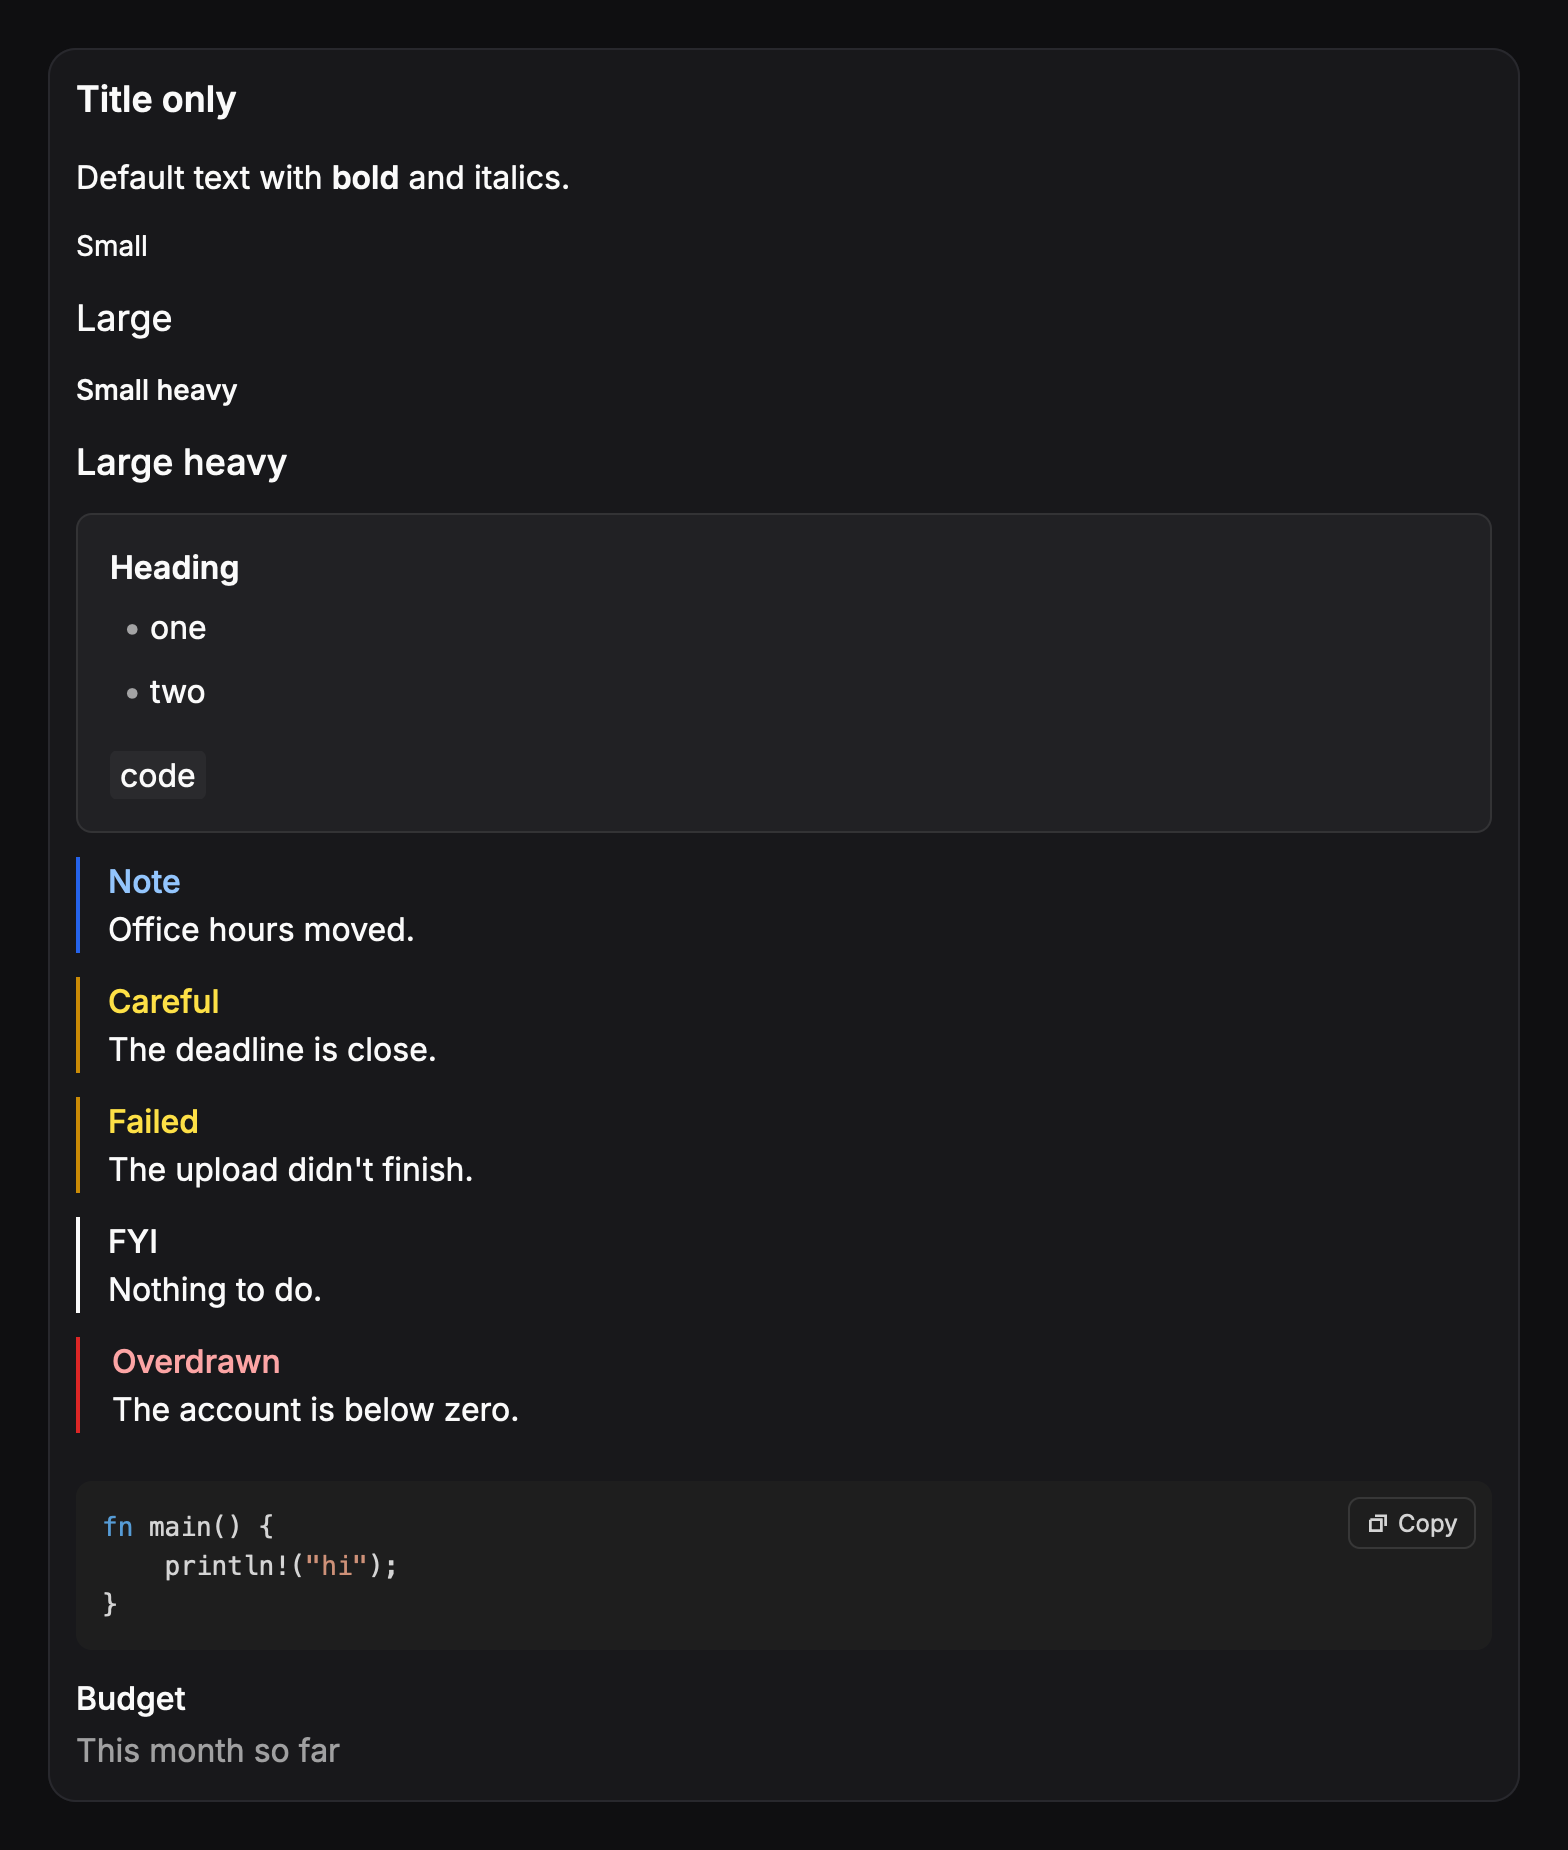 Title only
Default text with bold and italics.
Small
Large
Small heavy
Large heavy
Heading
one
two
code
Note
Office hours moved.
Careful
The deadline is close.
Failed
The upload didn't finish.
FYI
Nothing to do.
Overdrawn
The account is below zero.
fn main() {
Copy
    println!("hi");
}
Budget
This month so far